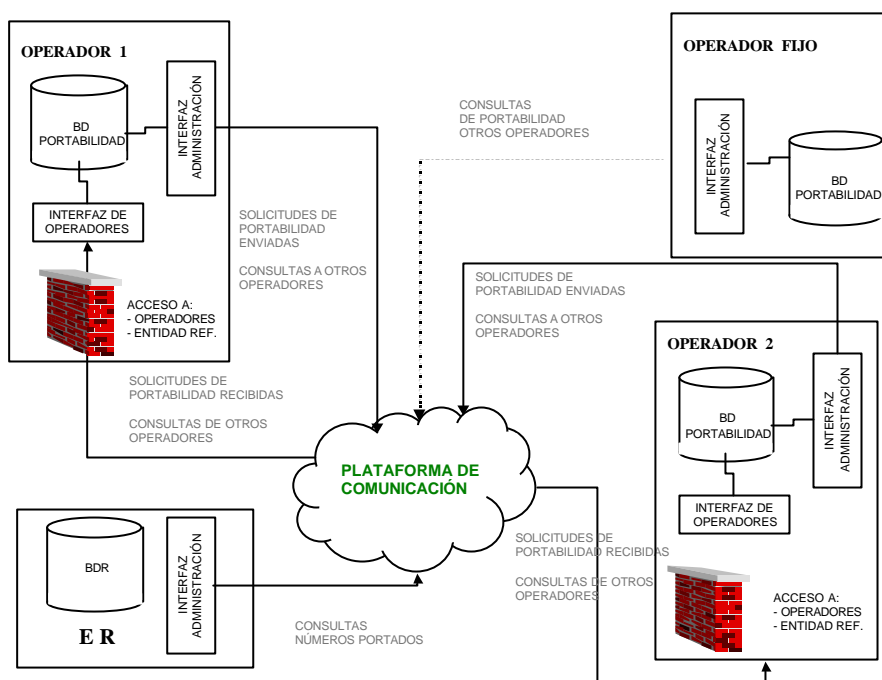 OPERADOR 1
BD
PORTABILIDAD
INTERFAZ
ADMINISTRACIÓN
INTERFAZ DE
OPERADORES
ACCESO A:
- OPERADORES
- ENTIDAD REF.
SOLICITUDES DE
PORTABILIDAD
ENVIADAS
CONSULTAS A OTROS
OPERADORES
CONSULTAS
DE PORTABILIDAD
OTROS OPERADORES
OPERADOR FIJO
INTERFAZ
ADMINISTRACIÓN
BD
PORTABILIDAD
SOLICITUDES DE
PORTABILIDAD ENVIADAS
CONSULTAS A OTROS
OPERADORES
OPERADOR 2
BD
PORTABILIDAD
INTERFAZ
ADMINISTRACIÓN
INTERFAZ DE
OPERADORES
ACCESO A:
- OPERADORES
- ENTIDAD REF.
SOLICITUDES DE
PORTABILIDAD RECIBIDAS
CONSULTAS DE OTROS
OPERADORES
PLATAFORMA DE
COMUNICACIÓN
SOLICITUDES DE
PORTABILIDAD RECIBIDAS
CONSULTAS DE OTROS
OPERADORES
BDR
INTERFAZ
ADMINISTRACIÓN
E R
CONSULTAS
NÚMEROS PORTADOS